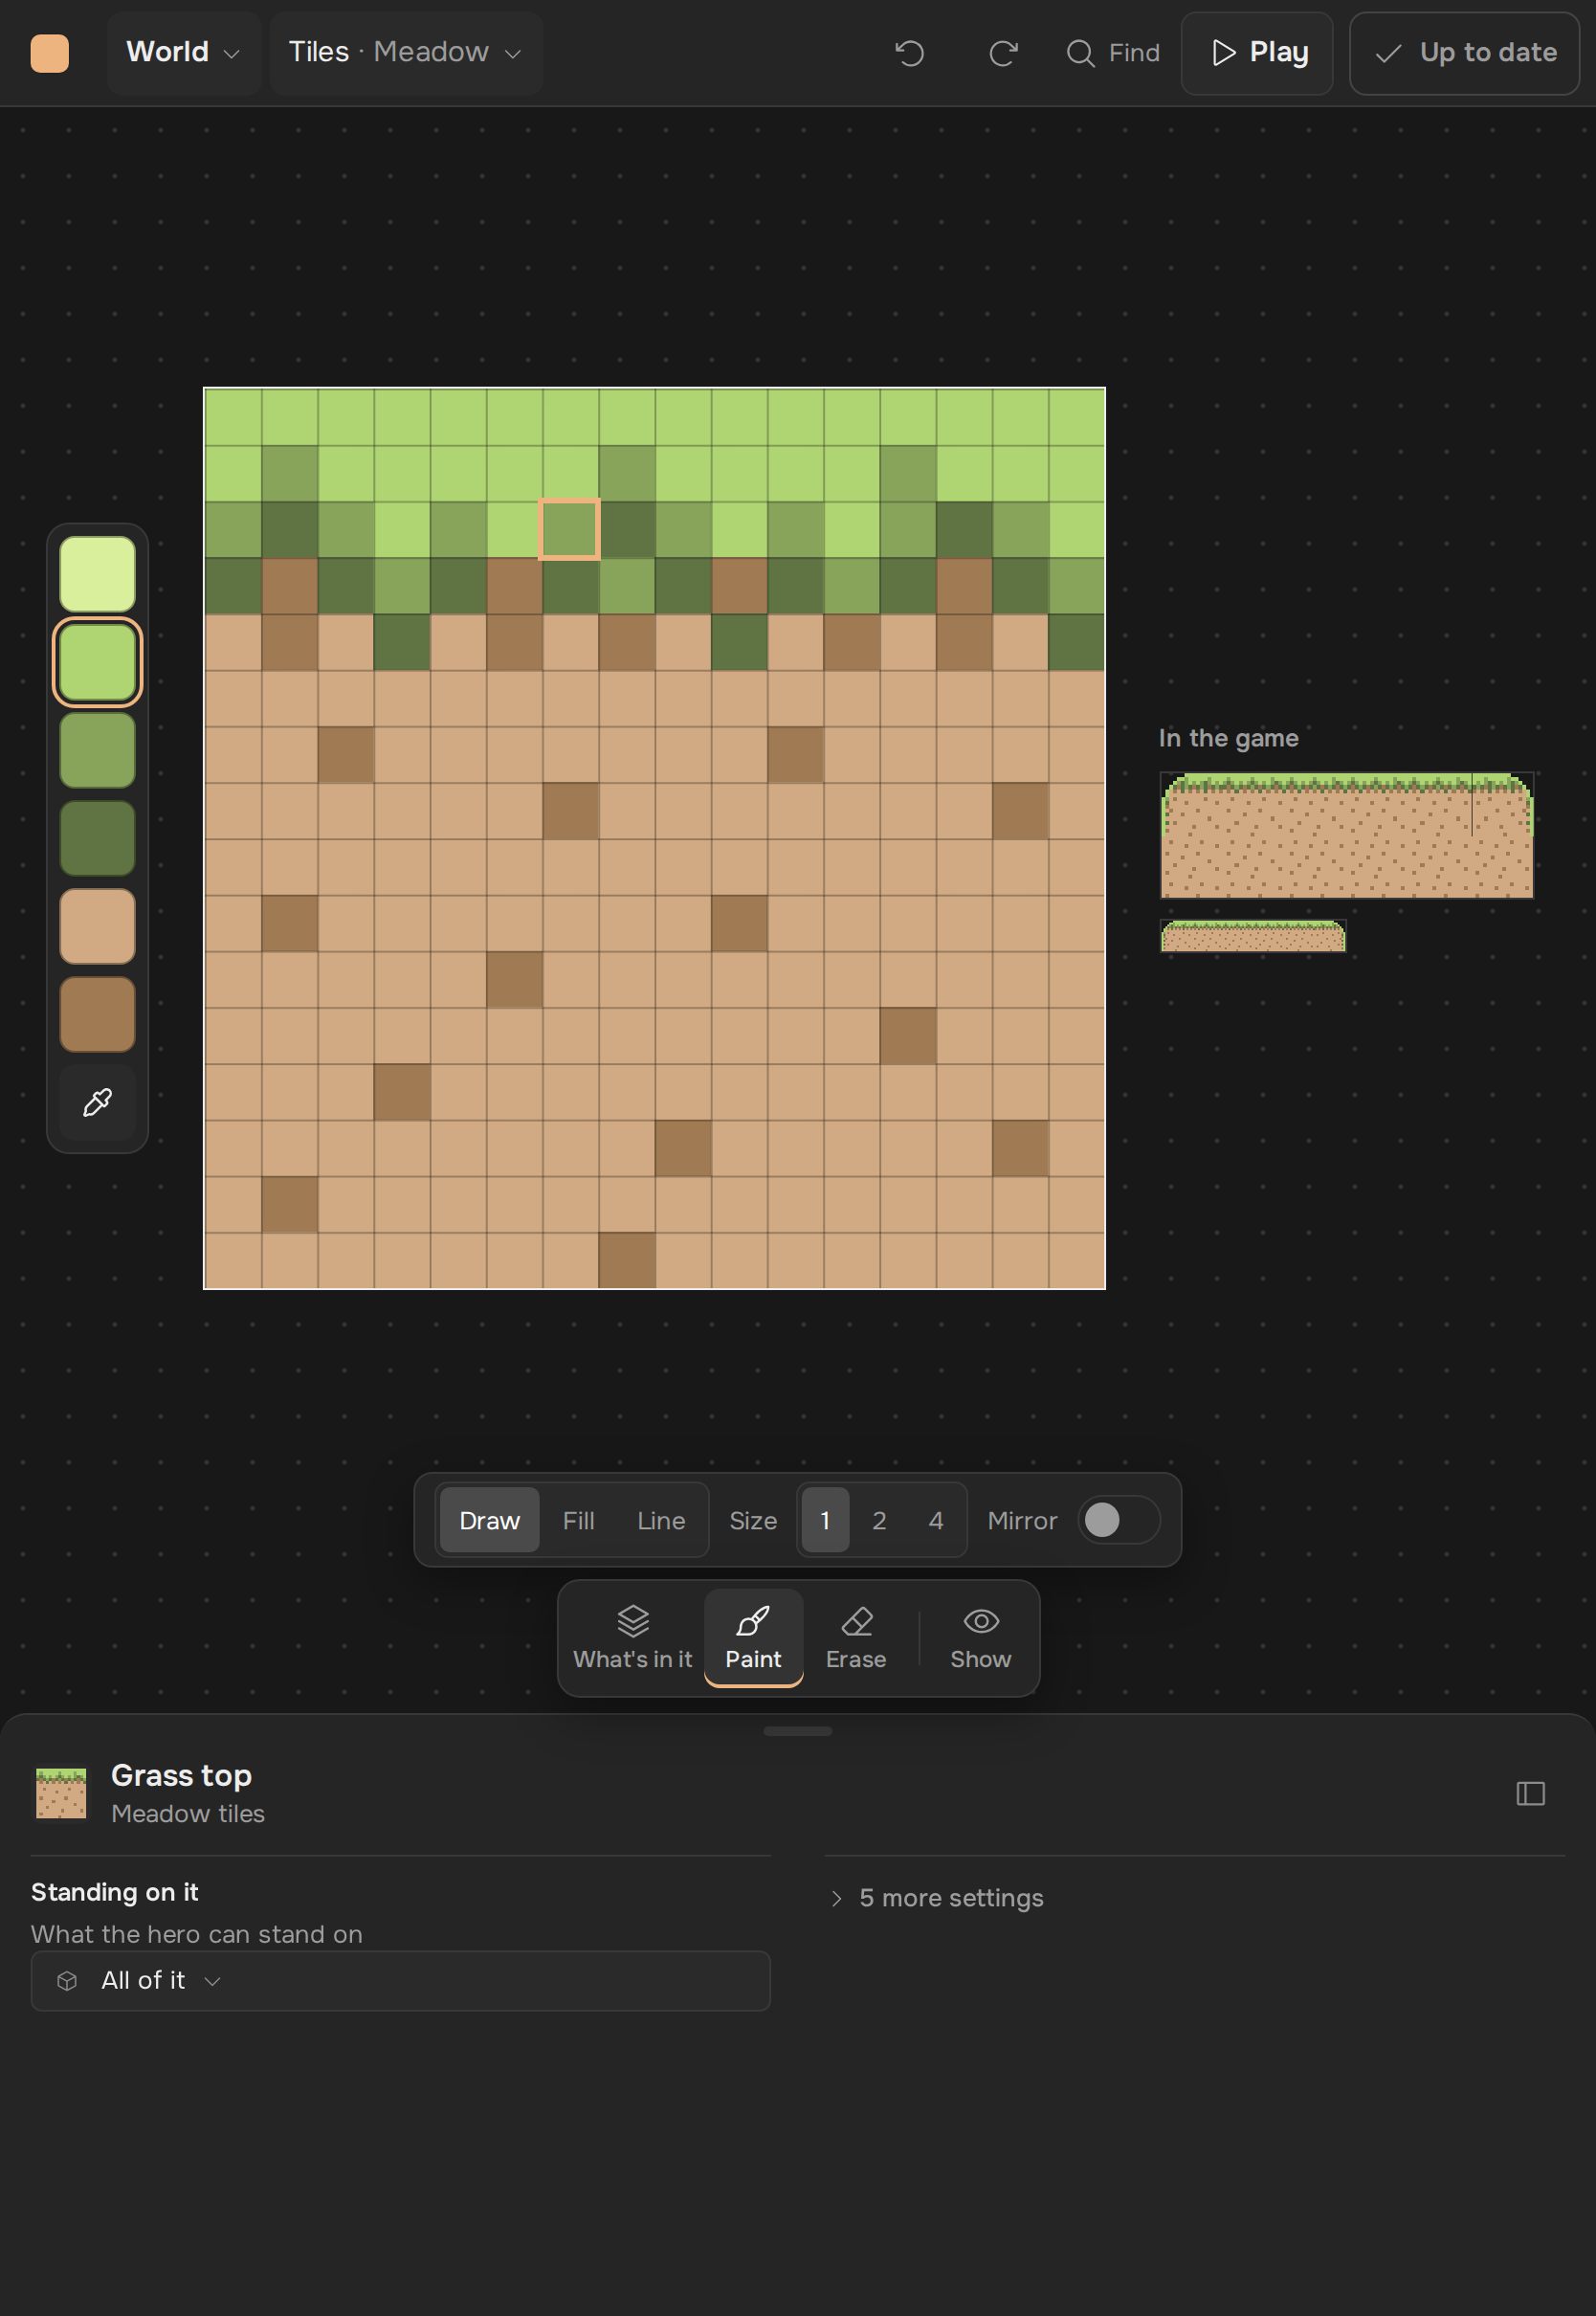 World
Tiles · Meadow
Find
Play
Up to date
In the game
Draw Fill Line Size 1 2 4 Mirror
What's in it Paint Erase Show
Grass top
Meadow tiles
Standing on it
What the hero can stand on
All of it
5 more settings